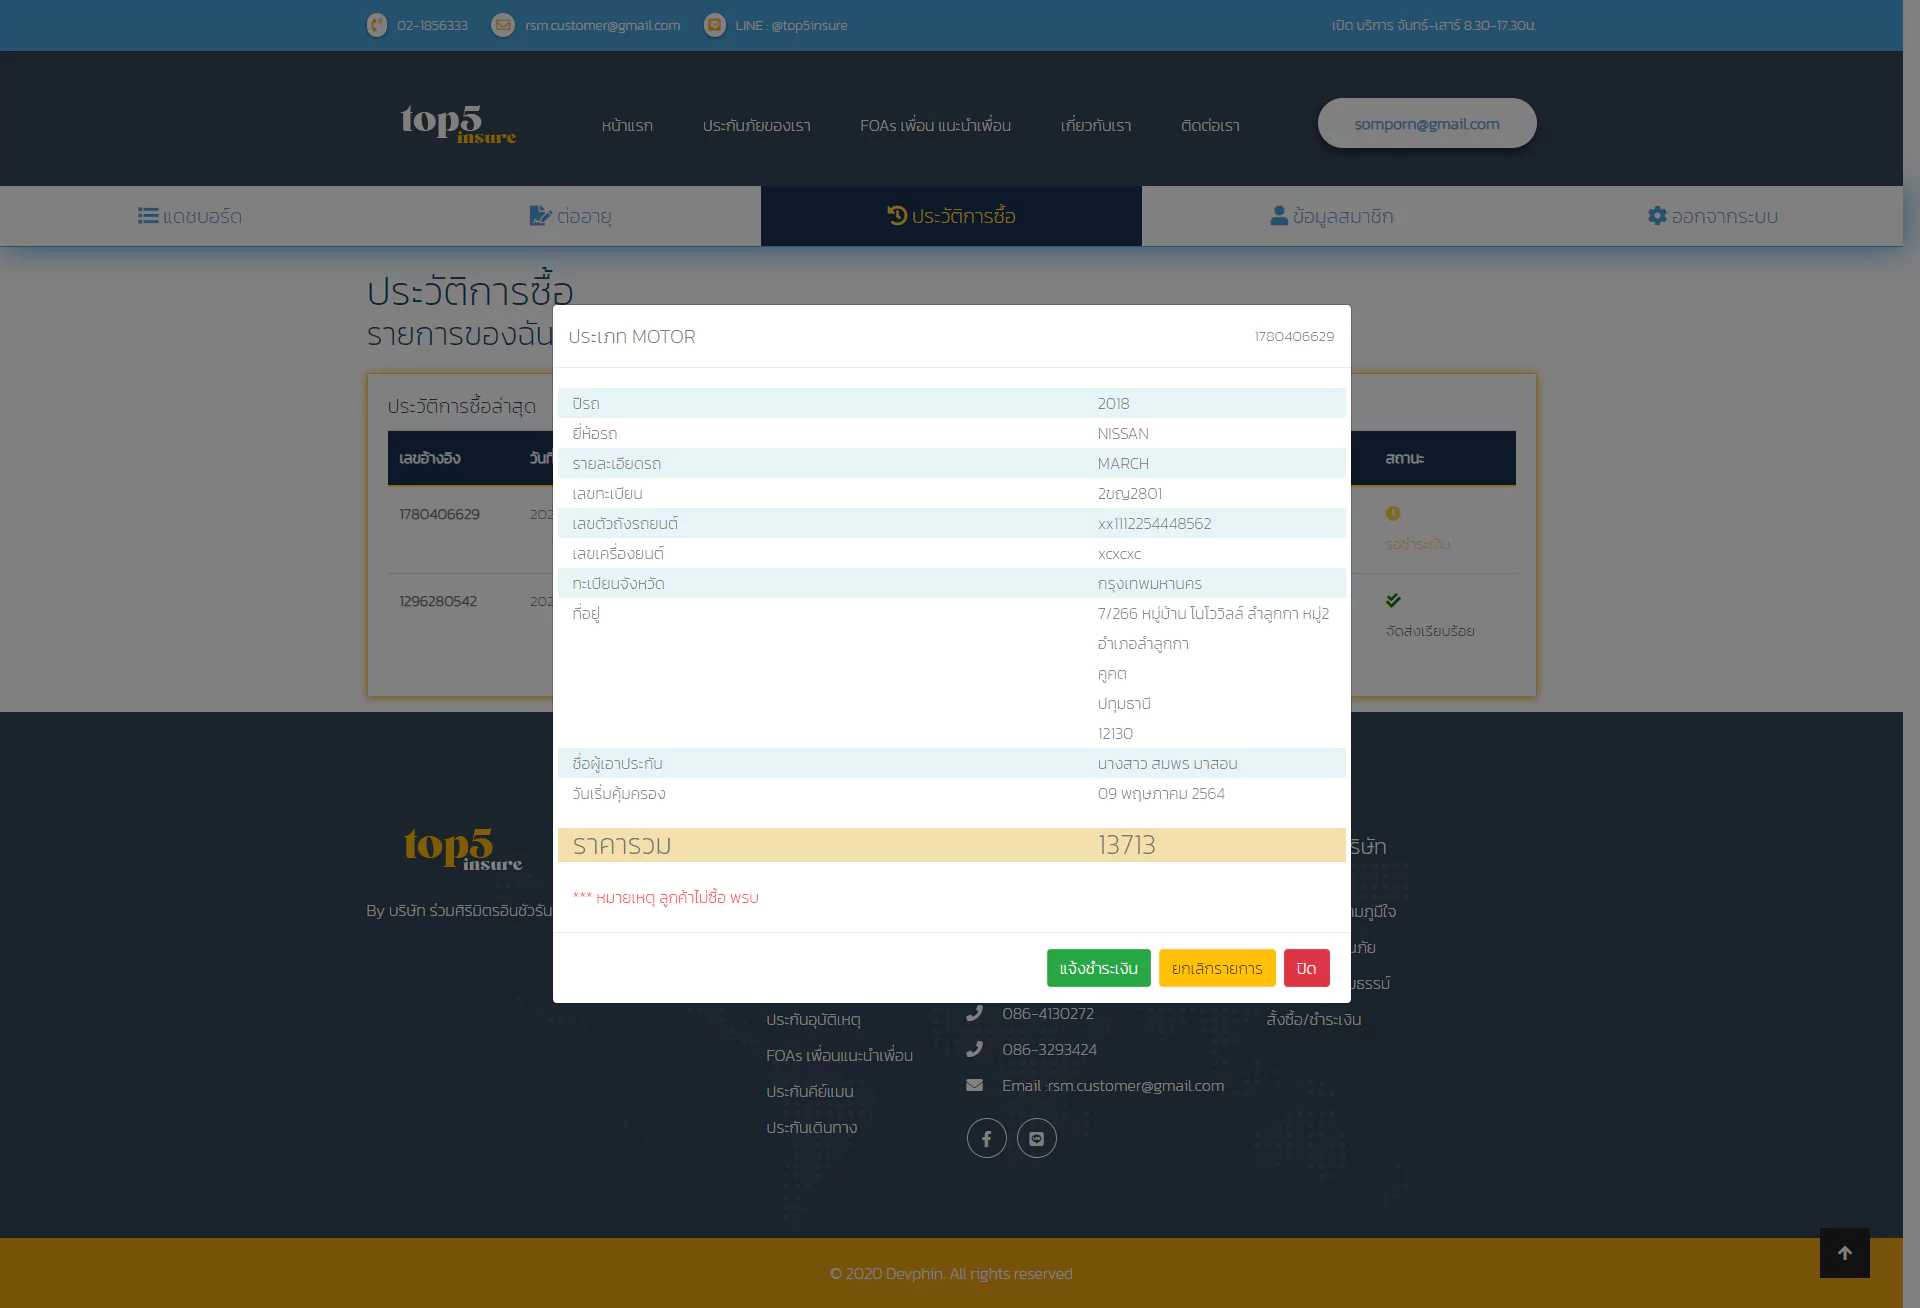 02-1856333 rsm.customer@gmail.com LINE : @top5insure เปิด บริการ จันทร์-เสาร์ 8.30-17.30น.
top5 insure หน้าแรก ประกันภัยของเรา FOAs เพื่อน แนะนำเพื่อน เกี่ยวกับเรา ติดต่อเรา somporn@gmail.com
แดชบอร์ด ต่ออายุ ประวัติการซื้อ ข้อมูลสมาชิก ออกจากระบบ
ประวัติการซื้อ
รายการของฉัน
ประเภท MOTOR 1780406629
ประวัติการซื้อล่าสุด
เลขอ้างอิง สถานะ
1780406629 รอชำระเงิน
1296280542 จัดส่งเรียบร้อย
ปีรถ 2018
ยี่ห้อรถ NISSAN
รายละเอียดรถ MARCH
เลขทะเบียน 2ขญ2801
เลขตัวถังรถยนต์ xx1112254448562
เลขเครื่องยนต์ xcxcxc
ทะเบียนจังหวัด กรุงเทพมหานคร
ที่อยู่ 7/266 หมู่บ้าน โนโววิลล์ ลำลูกกา หมู่2
อำเภอลำลูกกา
คูคต
ปทุมธานี
12130
ชื่อผู้เอาประกัน นางสาว สมพร มาสอน
วันเริ่มคุ้มครอง 09 พฤษภาคม 2564
ราคารวม 13713
*** หมายเหตุ ลูกค้าไม่ซื้อ พรบ
แจ้งชำระเงิน ยกเลิกรายการ ปิด
top5 insure
By บริษัท ร่วมศิริมิตรอินชัวรัน
ประกันอุบัติเหตุ
FOAs เพื่อนแนะนำเพื่อน
ประกันคีย์แมน
ประกันเดินทาง
086-4130272
086-3293424
Email :rsm.customer@gmail.com
สั่งซื้อ/ชำระเงิน
© 2020 Devphin. All rights reserved